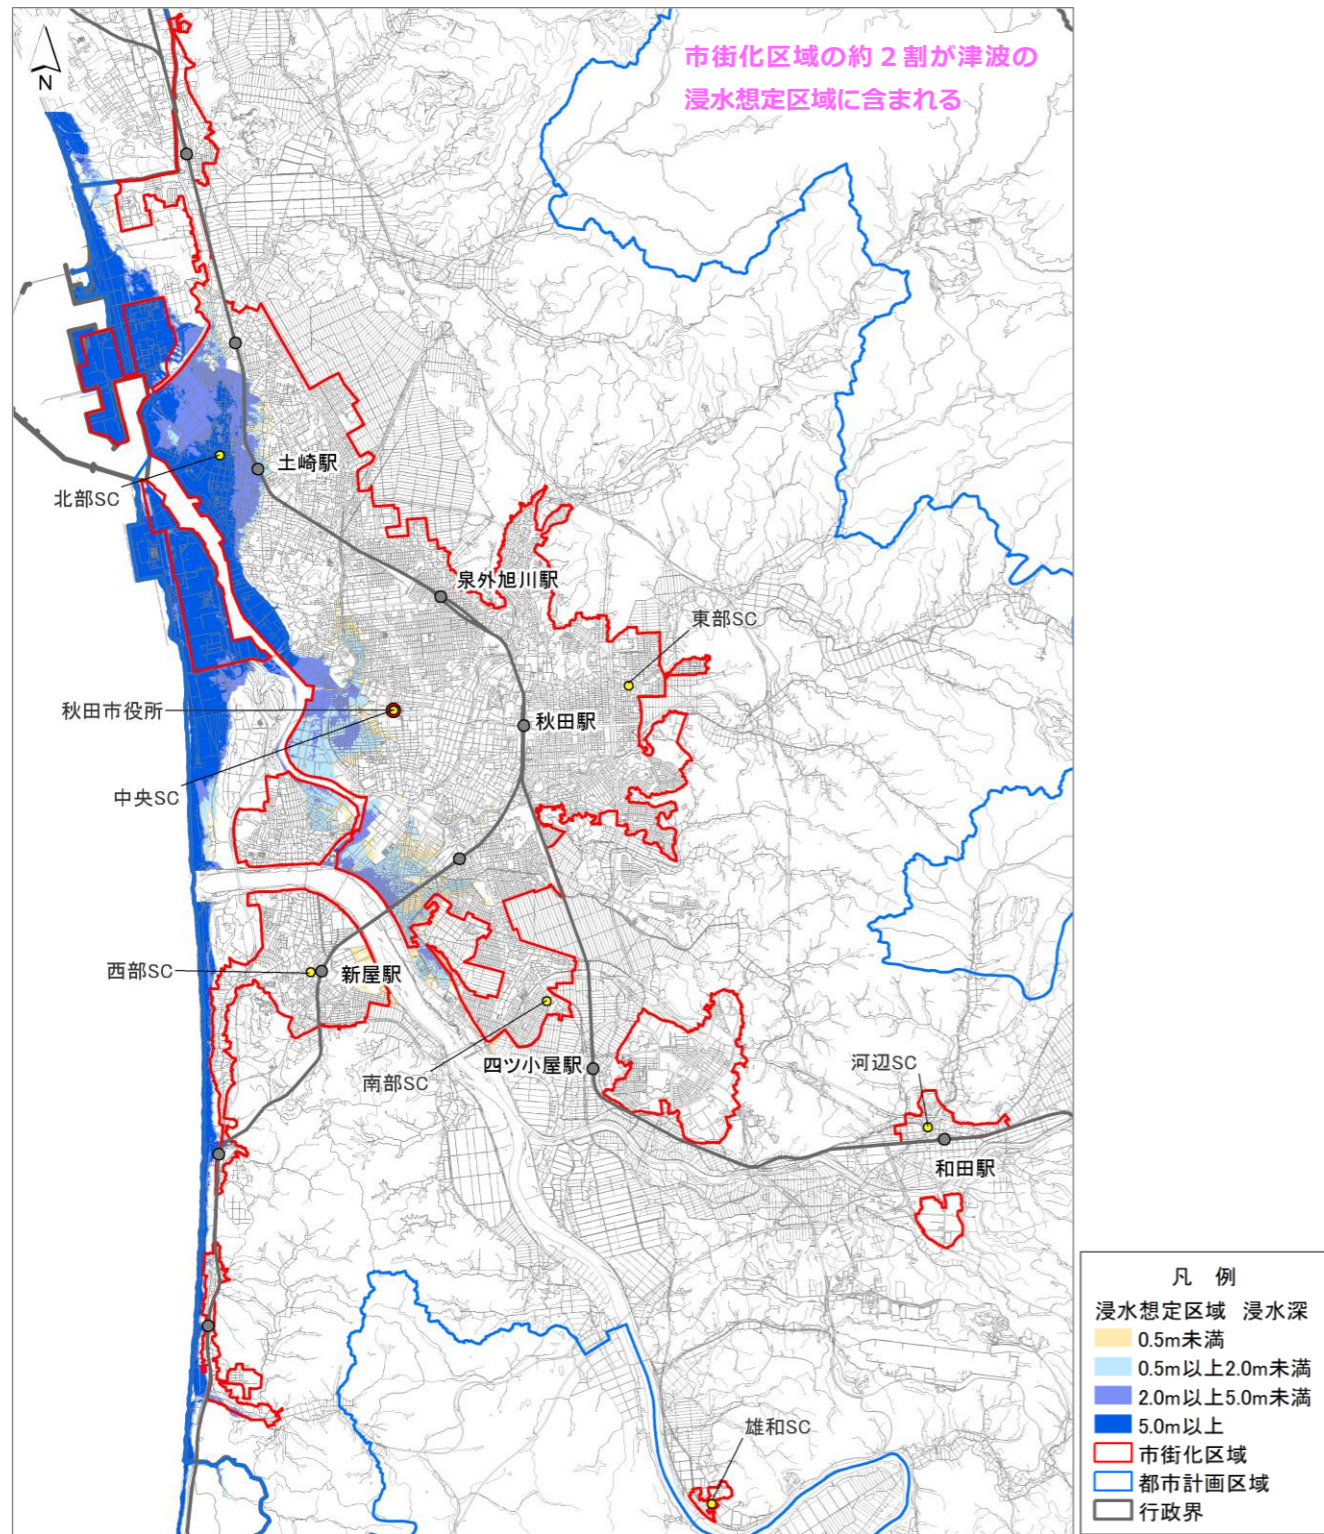 市街化区域の約２割が津波の
浸水想定区域に含まれる
N
土崎駅
北部SC
泉外旭川駅
東部SC
秋田市役所
秋田駅
中央SC
西部SC
新屋駅
南部SC
四ツ小屋駅
河辺SC
和田駅
雄和SC
凡 例
浸水想定区域 浸水深
0.5m未満
0.5m以上2.0m未満
2.0m以上5.0m未満
5.0m以上
市街化区域
都市計画区域
行政界